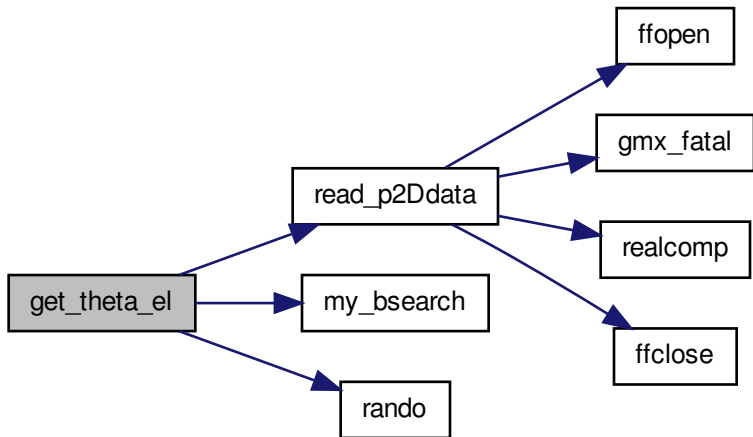 ffopen
gmx_fatal
read_p2Ddata
realcomp
get_theta_el
my_bsearch
ffclose
rando